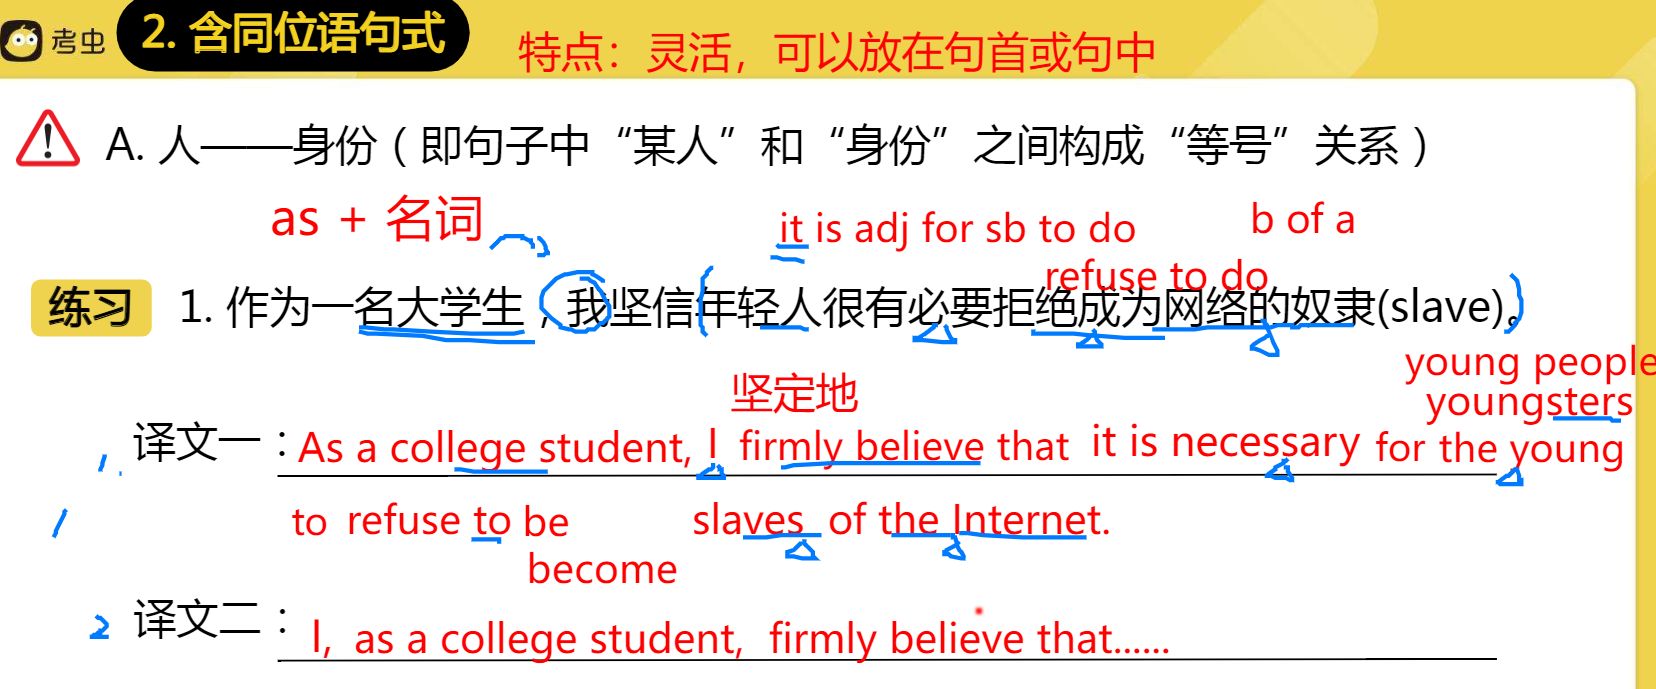 考虫 2. 含同位语句式
特点：灵活，可以放在句首或句中
A. 人——身份（即句子中“某人”和“身份”之间构成“等号”关系）
as + 名词
it is adj for sb to do
b of a
refuse to do
练习 1. 作为一名大学生，我坚信年轻人很有必要拒绝成为网络的奴隶(slave)。
young people
坚定地
youngsters
译文一：As a college student, I firmly believe that it is necessary for the young
to refuse to be slaves of the Internet.
become
译文二：I, as a college student, firmly believe that......
1.
1
2